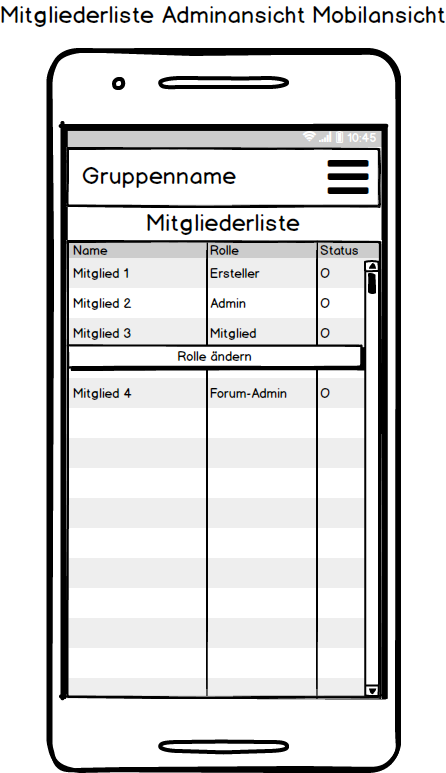 Mitgliederliste Adminansicht Mobilansicht
10:45
Gruppenname
Mitgliederliste
Name Rolle Status
Mitglied 1 Ersteller O
Mitglied 2 Admin O
Mitglied 3 Mitglied O
Rolle ändern
Mitglied 4 Forum-Admin O